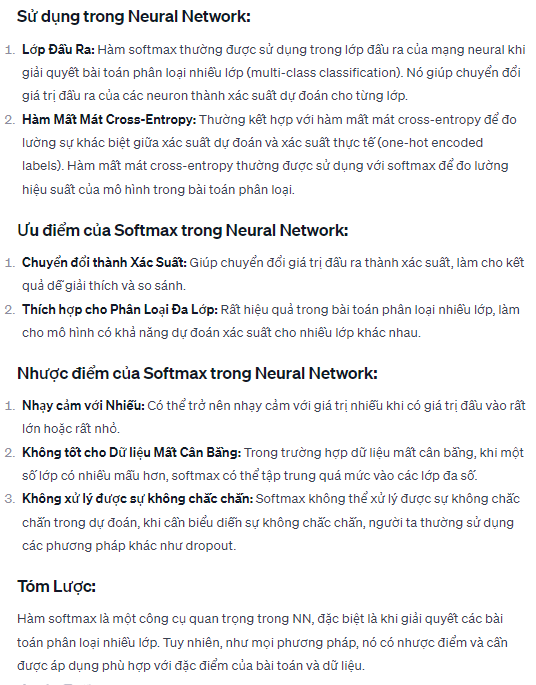 Sử dụng trong Neural Network:
1. Lớp Đầu Ra: Hàm softmax thường được sử dụng trong lớp đầu ra của mạng neural khi
giải quyết bài toán phân loại nhiều lớp (multi-class classification). Nó giúp chuyển đổi
giá trị đầu ra của các neuron thành xác suất dự đoán cho từng lớp.
2. Hàm Mất Mát Cross-Entropy: Thường kết hợp với hàm mất mát cross-entropy để đo
lường sự khác biệt giữa xác suất dự đoán và xác suất thực tế (one-hot encoded
labels). Hàm mất mát cross-entropy thường được sử dụng với softmax để đo lường
hiệu suất của mô hình trong bài toán phân loại.
Ưu điểm của Softmax trong Neural Network:
1. Chuyển đổi thành Xác Suất: Giúp chuyển đổi giá trị đầu ra thành xác suất, làm cho kết
quả dễ giải thích và so sánh.
2. Thích hợp cho Phân Loại Đa Lớp: Rất hiệu quả trong bài toán phân loại nhiều lớp, làm
cho mô hình có khả năng dự đoán xác suất cho nhiều lớp khác nhau.
Nhược điểm của Softmax trong Neural Network:
1. Nhạy cảm với Nhiễu: Có thể trở nên nhạy cảm với giá trị nhiễu khi có giá trị đầu vào rất
lớn hoặc rất nhỏ.
2. Không tốt cho Dữ liệu Mất Cân Bằng: Trong trường hợp dữ liệu mất cân bằng, khi một
số lớp có nhiều mẫu hơn, softmax có thể tập trung quá mức vào các lớp đa số.
3. Không xử lý được sự không chắc chắn: Softmax không thể xử lý được sự không chắc
chắn trong dự đoán, khi cần biểu diễn sự không chắc chắn, người ta thường sử dụng
các phương pháp khác như dropout.
Tóm Lược:
Hàm softmax là một công cụ quan trọng trong NN, đặc biệt là khi giải quyết các bài
toán phân loại nhiều lớp. Tuy nhiên, như mọi phương pháp, nó có nhược điểm và cần
được áp dụng phù hợp với đặc điểm của bài toán và dữ liệu.